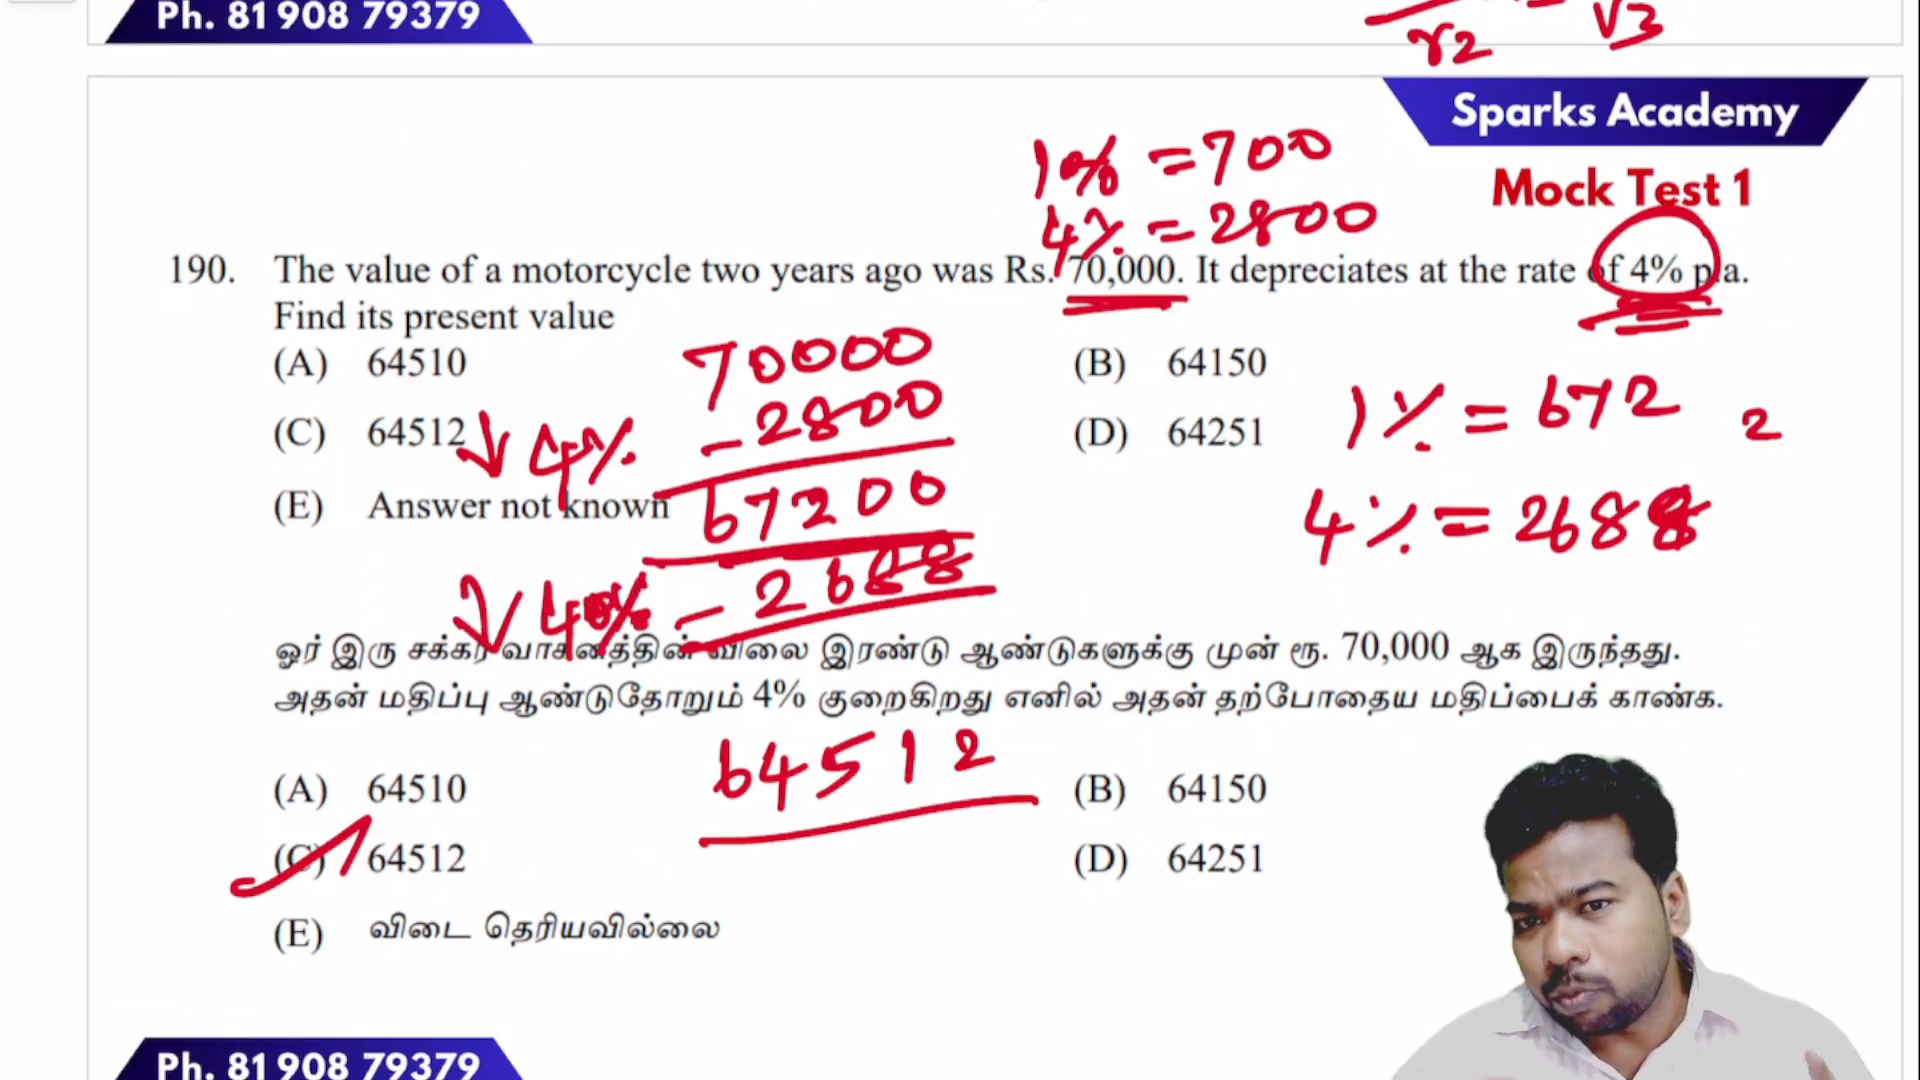 Ph. 81908 79379
r2
√3
Sparks Academy
Mock Test 1
1% = 700
4% = 2800
190. The value of a motorcycle two years ago was Rs. 70,000. It depreciates at the rate of 4% p.a.
Find its present value
(A) 64510
(B) 64150
(C) 64512
(D) 64251
(E) Answer not known
70000
↓ 4% - 2800
67200
↓ 4% - 2688
1% = 672
2
4% = 2688
ஓர் இரு சக்கர வாகனத்தின் விலை இரண்டு ஆண்டுகளுக்கு முன் ரூ. 70,000 ஆக இருந்தது.
அதன் மதிப்பு ஆண்டுதோறும் 4% குறைகிறது எனில் அதன் தற்போதைய மதிப்பைக் காண்க.
64512
(A) 64510
(B) 64150
(C) 64512
(D) 64251
(E) விடை தெரியவில்லை
Ph. 81908 79379